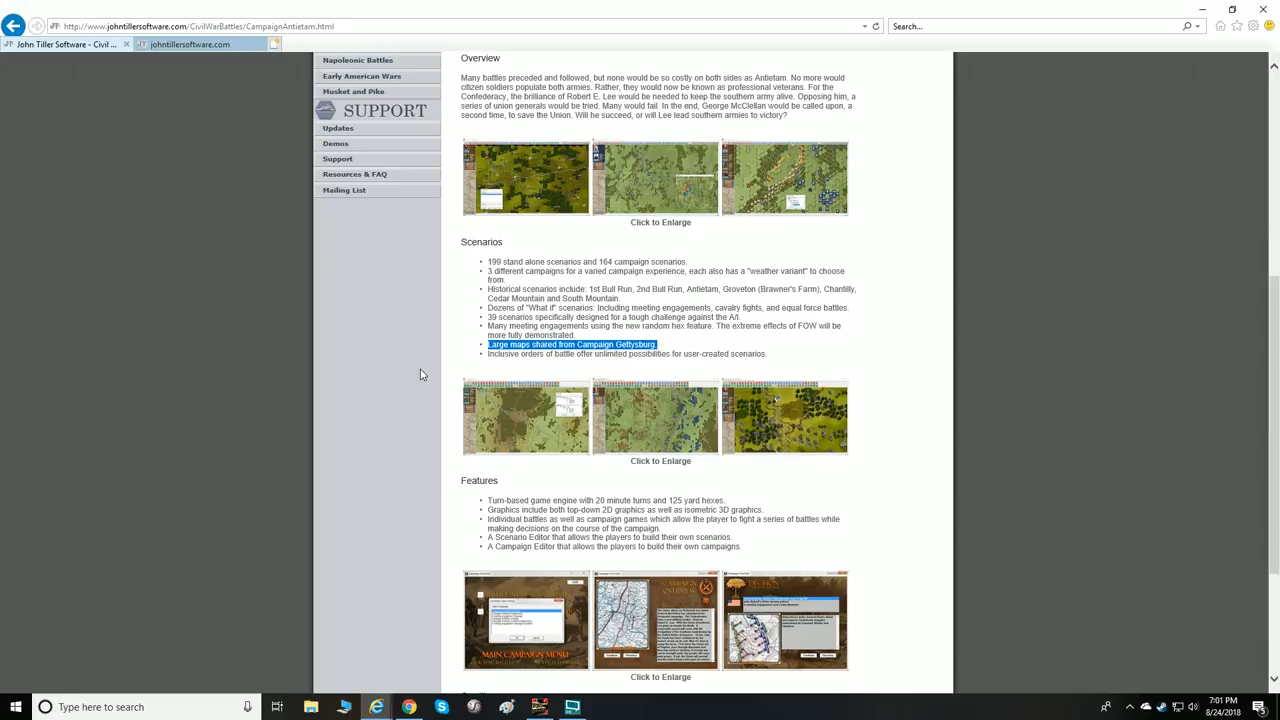 http://www.johntillersoftware.com/CivilWarBattles/CampaignAntietam.html
Search...
John Tiller Software - Civil ...
johntillersoftware.com
Napoleonic Battles
Early American Wars
Musket and Pike
SUPPORT
Updates
Demos
Support
Resources & FAQ
Mailing List
Overview
Many battles preceded and followed, but none would be so costly on both sides as Antietam. No more would
citizen soldiers populate both armies. Rather, they would now be known as professional veterans. For the
Confederacy, the brilliance of Robert E. Lee would be needed to keep the southern army alive. Opposing him, a
series of union generals would be tried. Many would fail. In the end, George McClellan would be called upon, a
second time, to save the Union. Will he succeed, or will Lee lead southern armies to victory?
Click to Enlarge
Scenarios
• 199 stand alone scenarios and 164 campaign scenarios.
• 3 different campaigns for a varied campaign experience, each also has a "weather variant" to choose
from.
• Historical scenarios include: 1st Bull Run, 2nd Bull Run, Antietam, Groveton (Brawner's Farm), Chantilly,
Cedar Mountain and South Mountain.
• Dozens of "What if" scenarios: Including meeting engagements, cavalry fights, and equal force battles.
• 39 scenarios specifically designed for a tough challenge against the A/I.
• Many meeting engagements using the new random hex feature. The extreme effects of FOW will be
more fully demonstrated.
• Large maps shared from Campaign Gettysburg.
• Inclusive orders of battle offer unlimited possibilities for user-created scenarios.
Click to Enlarge
Features
• Turn-based game engine with 20 minute turns and 125 yard hexes.
• Graphics include both top-down 2D graphics as well as isometric 3D graphics.
• Individual battles as well as campaign games which allow the player to fight a series of battles while
making decisions on the course of the campaign.
• A Scenario Editor that allows the players to build their own scenarios.
• A Campaign Editor that allows the players to build their own campaigns.
MAIN CAMPAIGN MENU
CAMPAIGN
OVERVIEW
DECISION
Click to Enlarge
Type here to search
7:01 PM
8/24/2018